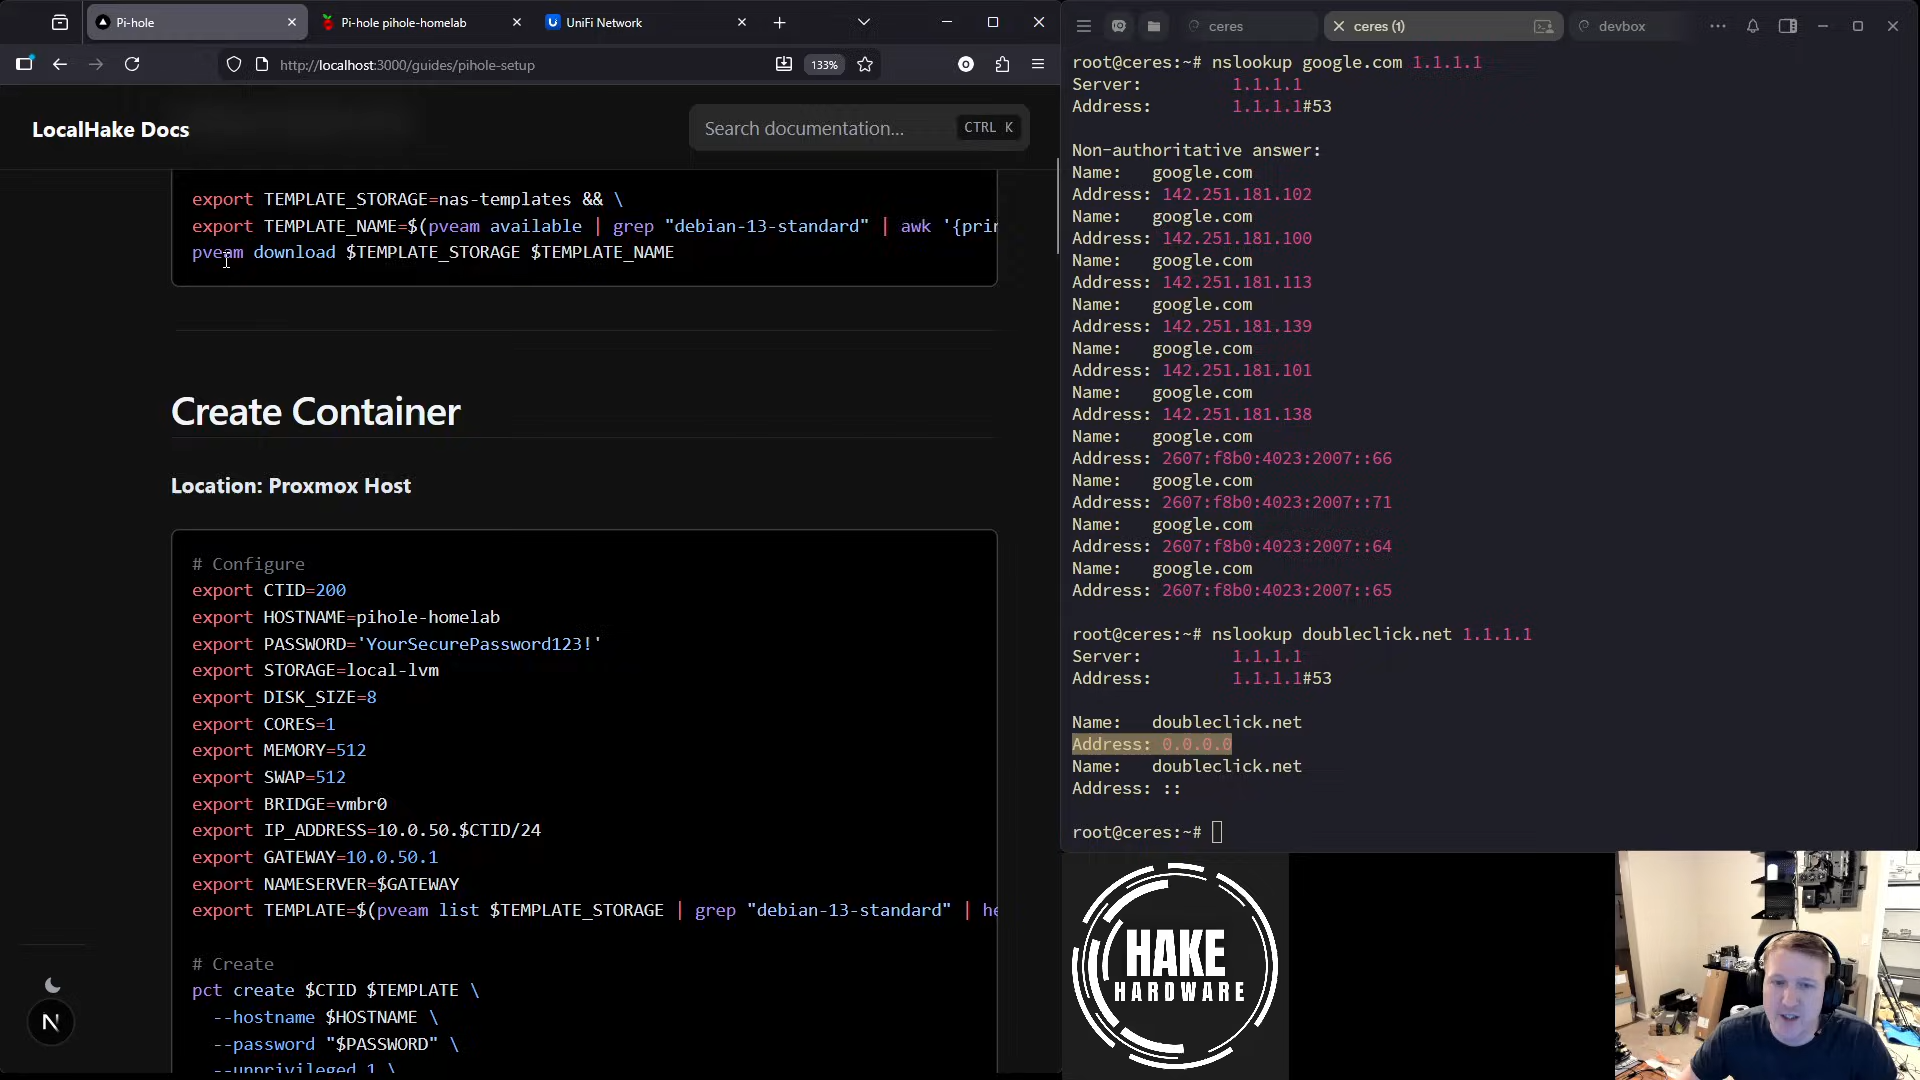 Pi-hole
Pi-hole pihole-homelab
UniFi Network
http://localhost:3000/guides/pihole-setup
133%
LocalHake Docs
Search documentation...
CTRL K
export TEMPLATE_STORAGE=nas-templates && \
export TEMPLATE_NAME=$(pveam available | grep "debian-13-standard" | awk '{prin
pveam download $TEMPLATE_STORAGE $TEMPLATE_NAME
Create Container
Location: Proxmox Host
# Configure
export CTID=200
export HOSTNAME=pihole-homelab
export PASSWORD='YourSecurePassword123!'
export STORAGE=local-lvm
export DISK_SIZE=8
export CORES=1
export MEMORY=512
export SWAP=512
export BRIDGE=vmbr0
export IP_ADDRESS=10.0.50.$CTID/24
export GATEWAY=10.0.50.1
export NAMESERVER=$GATEWAY
export TEMPLATE=$(pveam list $TEMPLATE_STORAGE | grep "debian-13-standard" | he
# Create
pct create $CTID $TEMPLATE \
--hostname $HOSTNAME \
--password "$PASSWORD" \
--unprivileged 1 \
N
ceres
ceres (1)
devbox
root@ceres:~# nslookup google.com 1.1.1.1
Server: 1.1.1.1
Address: 1.1.1.1#53
Non-authoritative answer:
Name: google.com
Address: 142.251.181.102
Name: google.com
Address: 142.251.181.100
Name: google.com
Address: 142.251.181.113
Name: google.com
Address: 142.251.181.139
Name: google.com
Address: 142.251.181.101
Name: google.com
Address: 142.251.181.138
Name: google.com
Address: 2607:f8b0:4023:2007::66
Name: google.com
Address: 2607:f8b0:4023:2007::71
Name: google.com
Address: 2607:f8b0:4023:2007::64
Name: google.com
Address: 2607:f8b0:4023:2007::65
root@ceres:~# nslookup doubleclick.net 1.1.1.1
Server: 1.1.1.1
Address: 1.1.1.1#53
Name: doubleclick.net
Address: 0.0.0.0
Name: doubleclick.net
Address: ::
root@ceres:~#
HAKE
HARDWARE